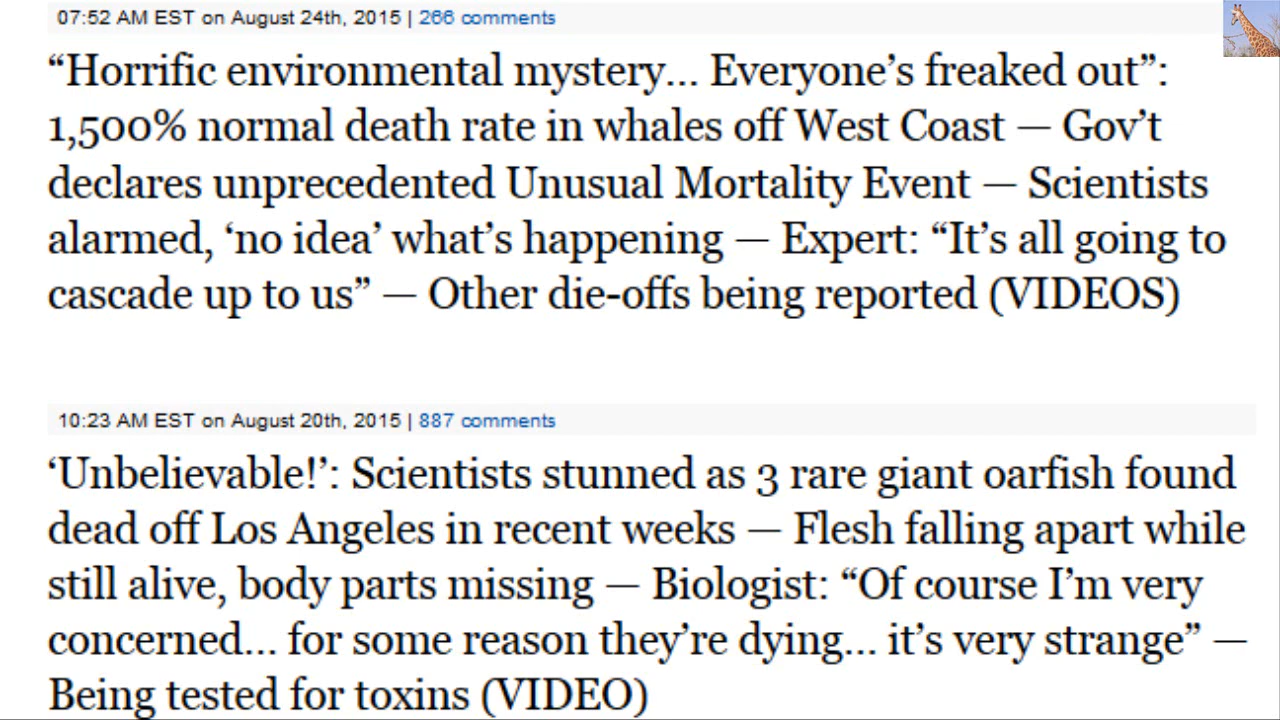 07:52 AM EST on August 24th, 2015 | 266 comments
“Horrific environmental mystery... Everyone’s freaked out”:
1,500% normal death rate in whales off West Coast — Gov’t
declares unprecedented Unusual Mortality Event — Scientists
alarmed, ‘no idea’ what’s happening — Expert: “It’s all going to
cascade up to us” — Other die-offs being reported (VIDEOS)
10:23 AM EST on August 20th, 2015 | 887 comments
‘Unbelievable!’: Scientists stunned as 3 rare giant oarfish found
dead off Los Angeles in recent weeks — Flesh falling apart while
still alive, body parts missing — Biologist: “Of course I’m very
concerned... for some reason they’re dying... it’s very strange” —
Being tested for toxins (VIDEO)